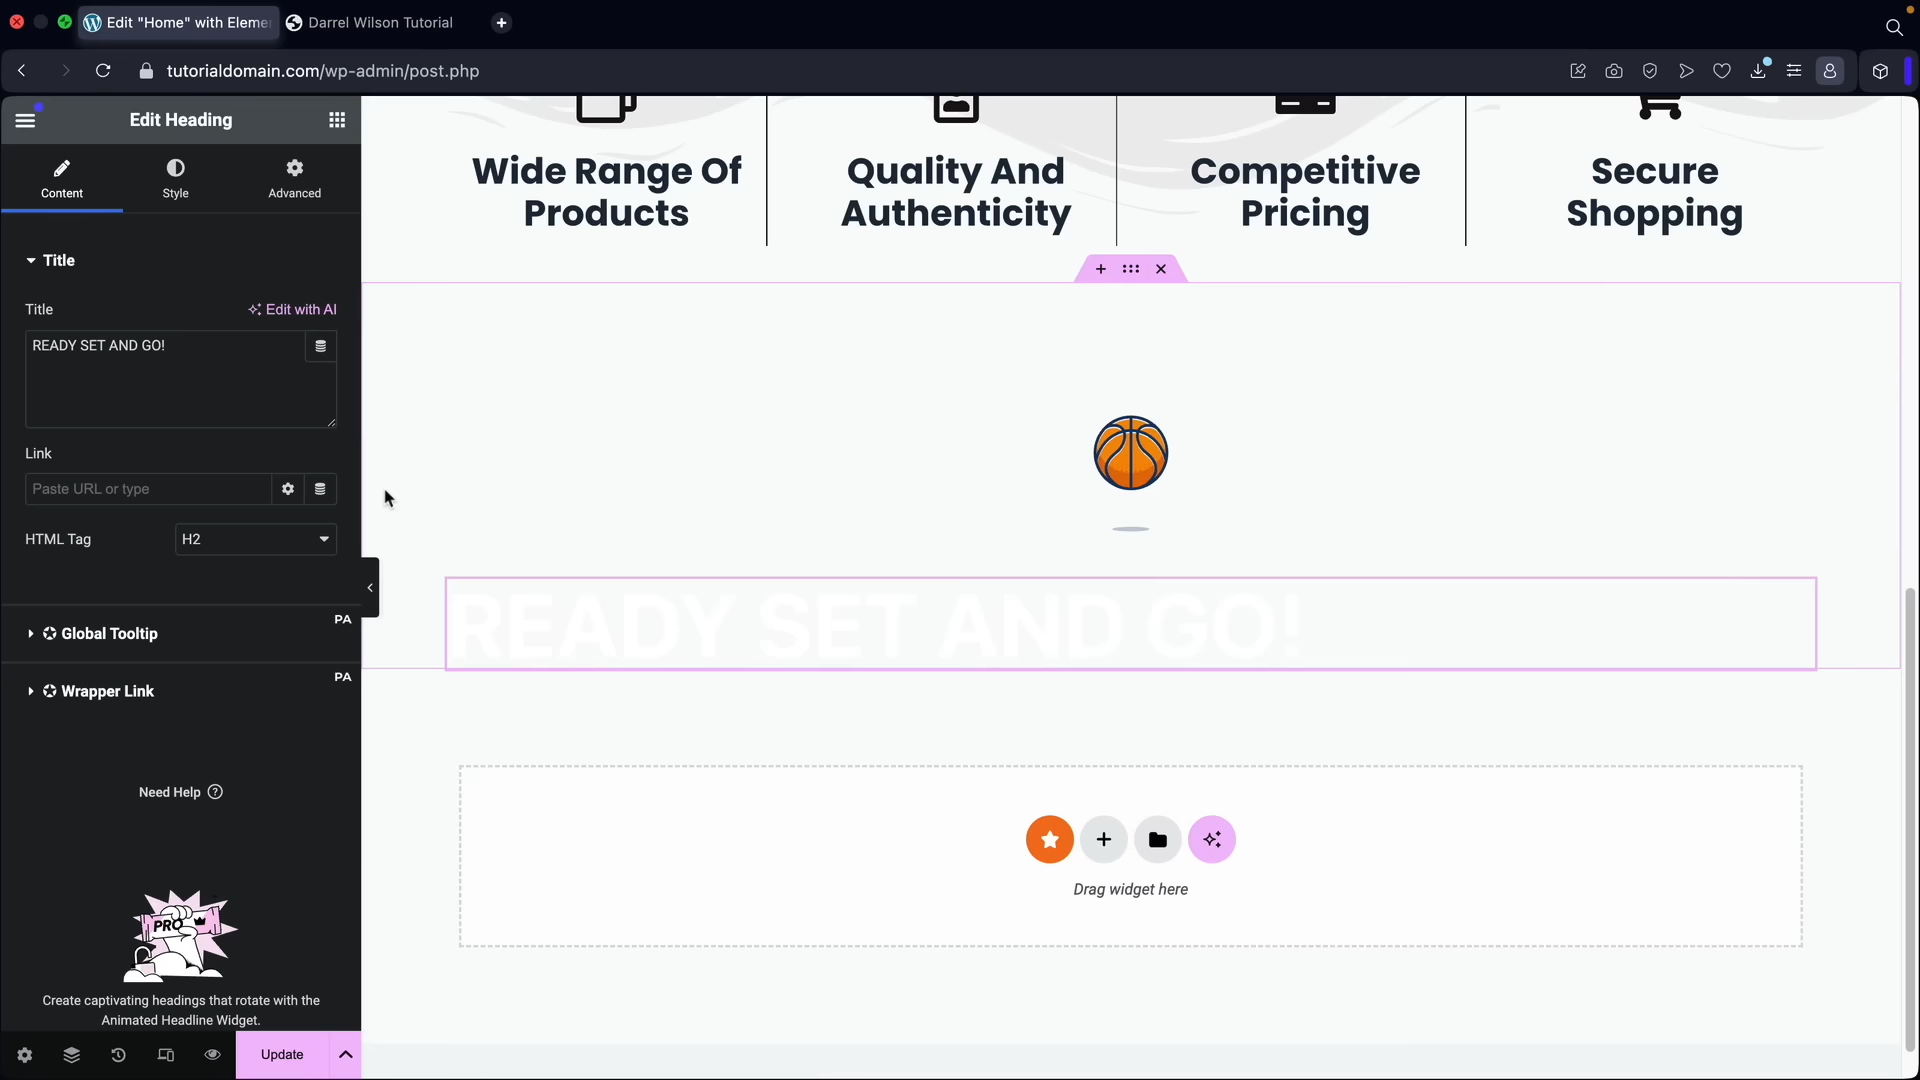 Edit "Home" with Eleme
Darrel Wilson Tutorial
tutorialdomain.com/wp-admin/post.php
Edit Heading
Content
Style
Advanced
Title
Title
Edit with AI
READY SET AND GO!
Link
Paste URL or type
HTML Tag
H2
PA
Global Tooltip
PA
Wrapper Link
Need Help
PRO
Create captivating headings that rotate with the
Animated Headline Widget.
Update
Wide Range Of
Products
Quality And
Authenticity
Competitive
Pricing
Secure
Shopping
READY SET AND GO!
Drag widget here